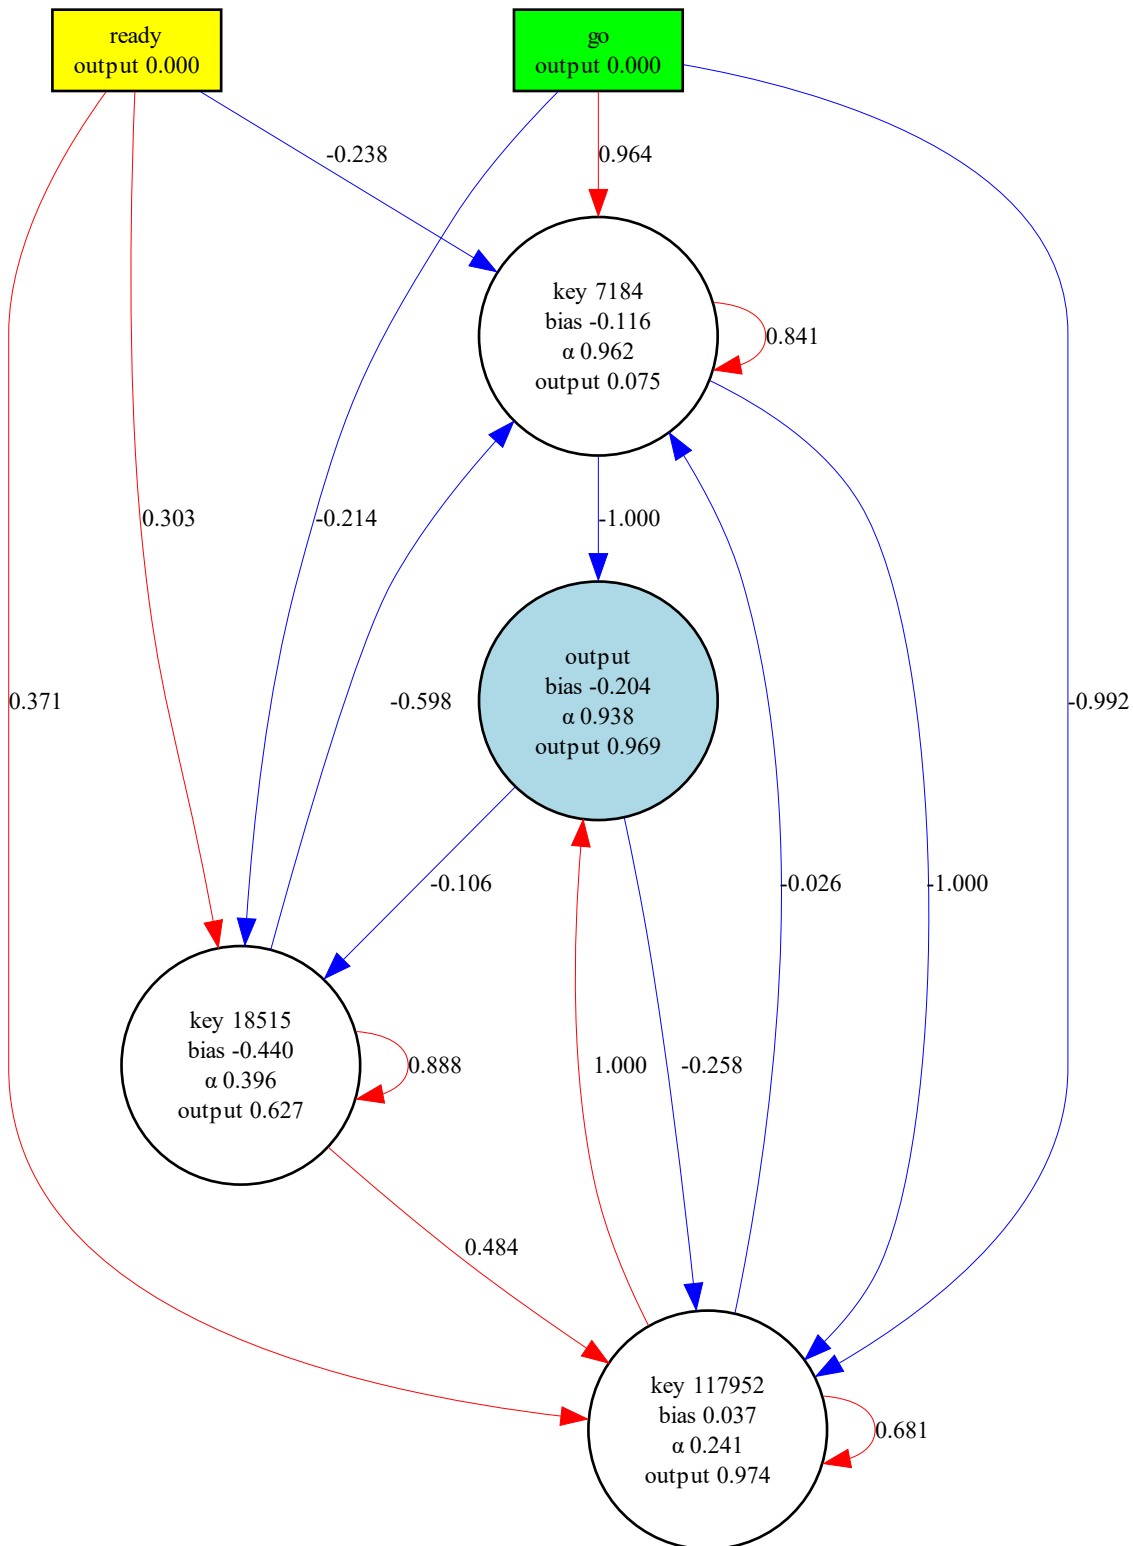 ready
output 0.000
go
output 0.000
-0.238
0.964
key 7184
bias -0.116
α 0.962
output 0.075
0.841
0.303
-0.214
-1.000
0.371
-0.598
output
bias -0.204
α 0.938
output 0.969
-0.992
-0.106
-0.026
-1.000
key 18515
bias -0.440
α 0.396
output 0.627
0.888
1.000
-0.258
0.484
key 117952
bias 0.037
α 0.241
output 0.974
0.681